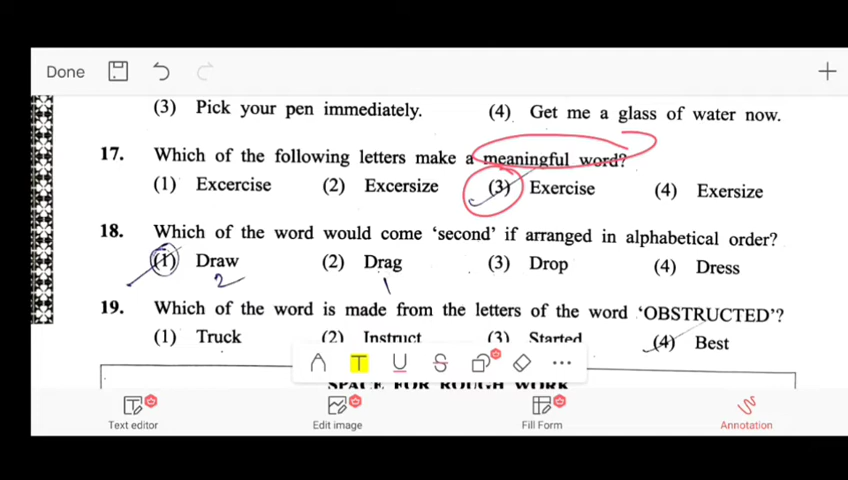 Done
(3) Pick your pen immediately. (4) Get me a glass of water now.
17. Which of the following letters make a meaningful word?
(1) Excercise (2) Excersize (3) Exercise (4) Exersize
18. Which of the word would come ‘second’ if arranged in alphabetical order?
(1) Draw (2) Drag (3) Drop (4) Dress
2 1
19. Which of the word is made from the letters of the word ‘OBSTRUCTED’?
(1) Truck (2) Instruct (3) Started (4) Best
SPACE FOR ROUGH WORK
Text editor Edit image Fill Form Annotation